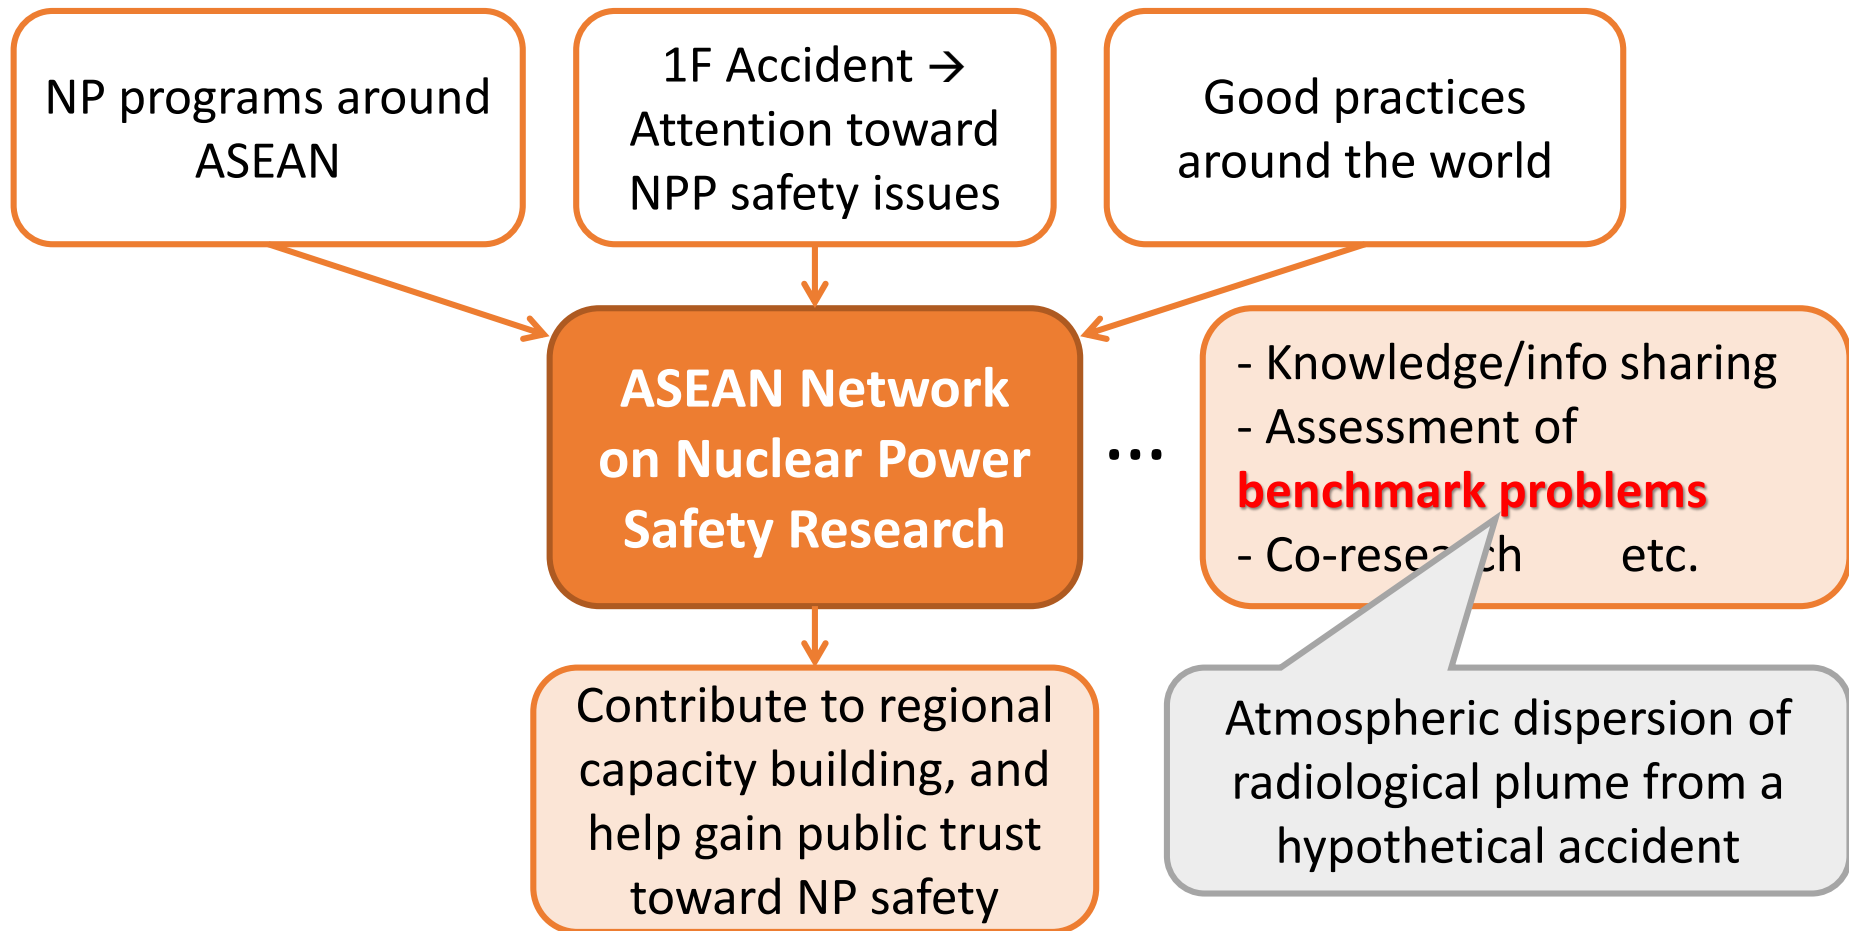 NP programs around
ASEAN
1F Accident →
Attention toward
NPP safety issues
Good practices
around the world
ASEAN Network
on Nuclear Power
Safety Research
...
- Knowledge/info sharing
- Assessment of
benchmark problems
- Co-research etc.
Contribute to regional
capacity building, and
help gain public trust
toward NP safety
Atmospheric dispersion of
radiological plume from a
hypothetical accident